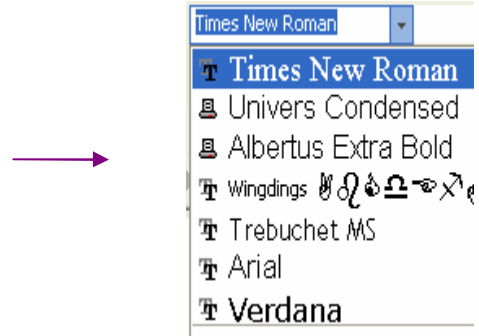 Times New Roman
Times New Roman
Univers Condensed
Albertus Extra Bold
Wingdings
Trebuchet MS
Arial
Verdana